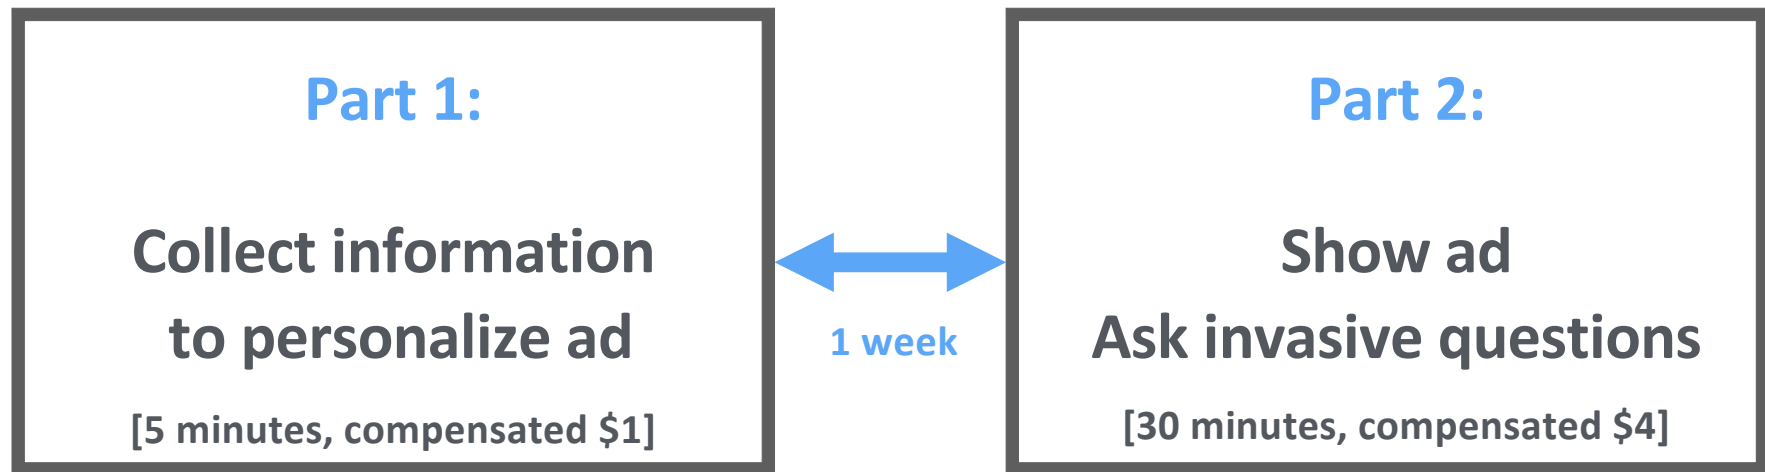 Part 1:
Collect information
to personalize ad
[5 minutes, compensated $1]
1 week
Part 2:
Show ad
Ask invasive questions
[30 minutes, compensated $4]